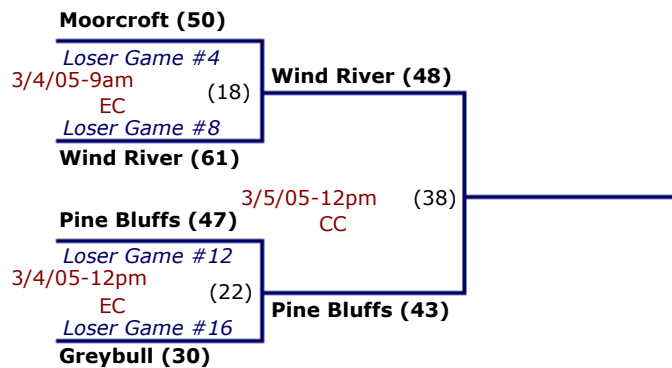 Moorcroft (50)
Loser Game #4
3/4/05-9am
EC
(18)
Loser Game #8
Wind River (61)
Wind River (48)
3/5/05-12pm
CC
(38)
Pine Bluffs (47)
Loser Game #12
3/4/05-12pm
EC
(22)
Loser Game #16
Greybull (30)
Pine Bluffs (43)